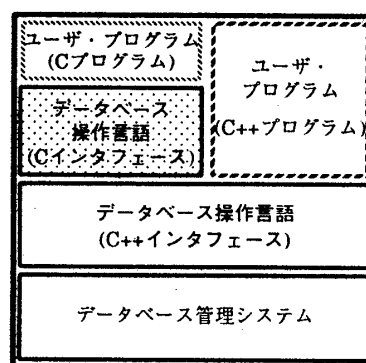 ユーザ・プログラム
(Cプログラム)
データベース
操作言語
(Cインタフェース)
ユーザ・
プログラム
(C++プログラム)
データベース操作言語
(C++インタフェース)
データベース管理システム